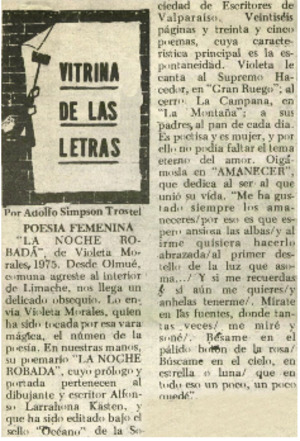 VITRINA
DE LAS
LETRAS
Por Adolfo Simpson Trostel
POESIA FEMENINA
"LA NOCHE RO-
BADA", de Violeta Mo-
rales, 1975. Desde Olmué,
comuna agreste al interior
de Limache, nos llega un
delicado obsequio. Lo en-
vía Violeta Morales, quien
ha sido tocada por esa vara
mágica, el númen de la
poesía. En nuestras manos,
su poemario "LA NOCHE
ROBADA", cuyo prólogo y
portada pertenecen al
dibujante y escritor Alfon-
so Larrahona Kästen, y
que ha sido editado bajo el
sello "Océano" de la So-
ciedad de Escritores de
Valparaíso. Veintiséis
páginas y treinta y cinco
poemas, cuya caracte-
rística principal es la es-
pontaneidad. Violeta le
canta al Supremo Hace-
dor, en "Gran Ruego"; al
cerro La Campana, en
"La Montaña"; a sus
padres, al pan de cada día.
Es poetisa y es mujer, y por
ello no podía faltar el tema
eterno del amor. Oigá-
mosla en "AMANECER",
que dedica al ser al que
unió su vida. "Me ha gus-
tado siempre los ama-
neceres/por eso es que es-
pero ansiosa las albas/y al
irme quisiera hacerlo
abrazada/al primer des-
tello de la luz que aso-
ma.../ Y si me recuerdas
si aún me quieres/y
anhelas tenerme/. Mírate
en las fuentes, donde tan-
tas veces/ me miré y
soné/. Bésame en el
pálido botón de la rosa/
Búscame en el cielo, en
estrella o luna/ que en
todo eso un poco, un poco
quedé".